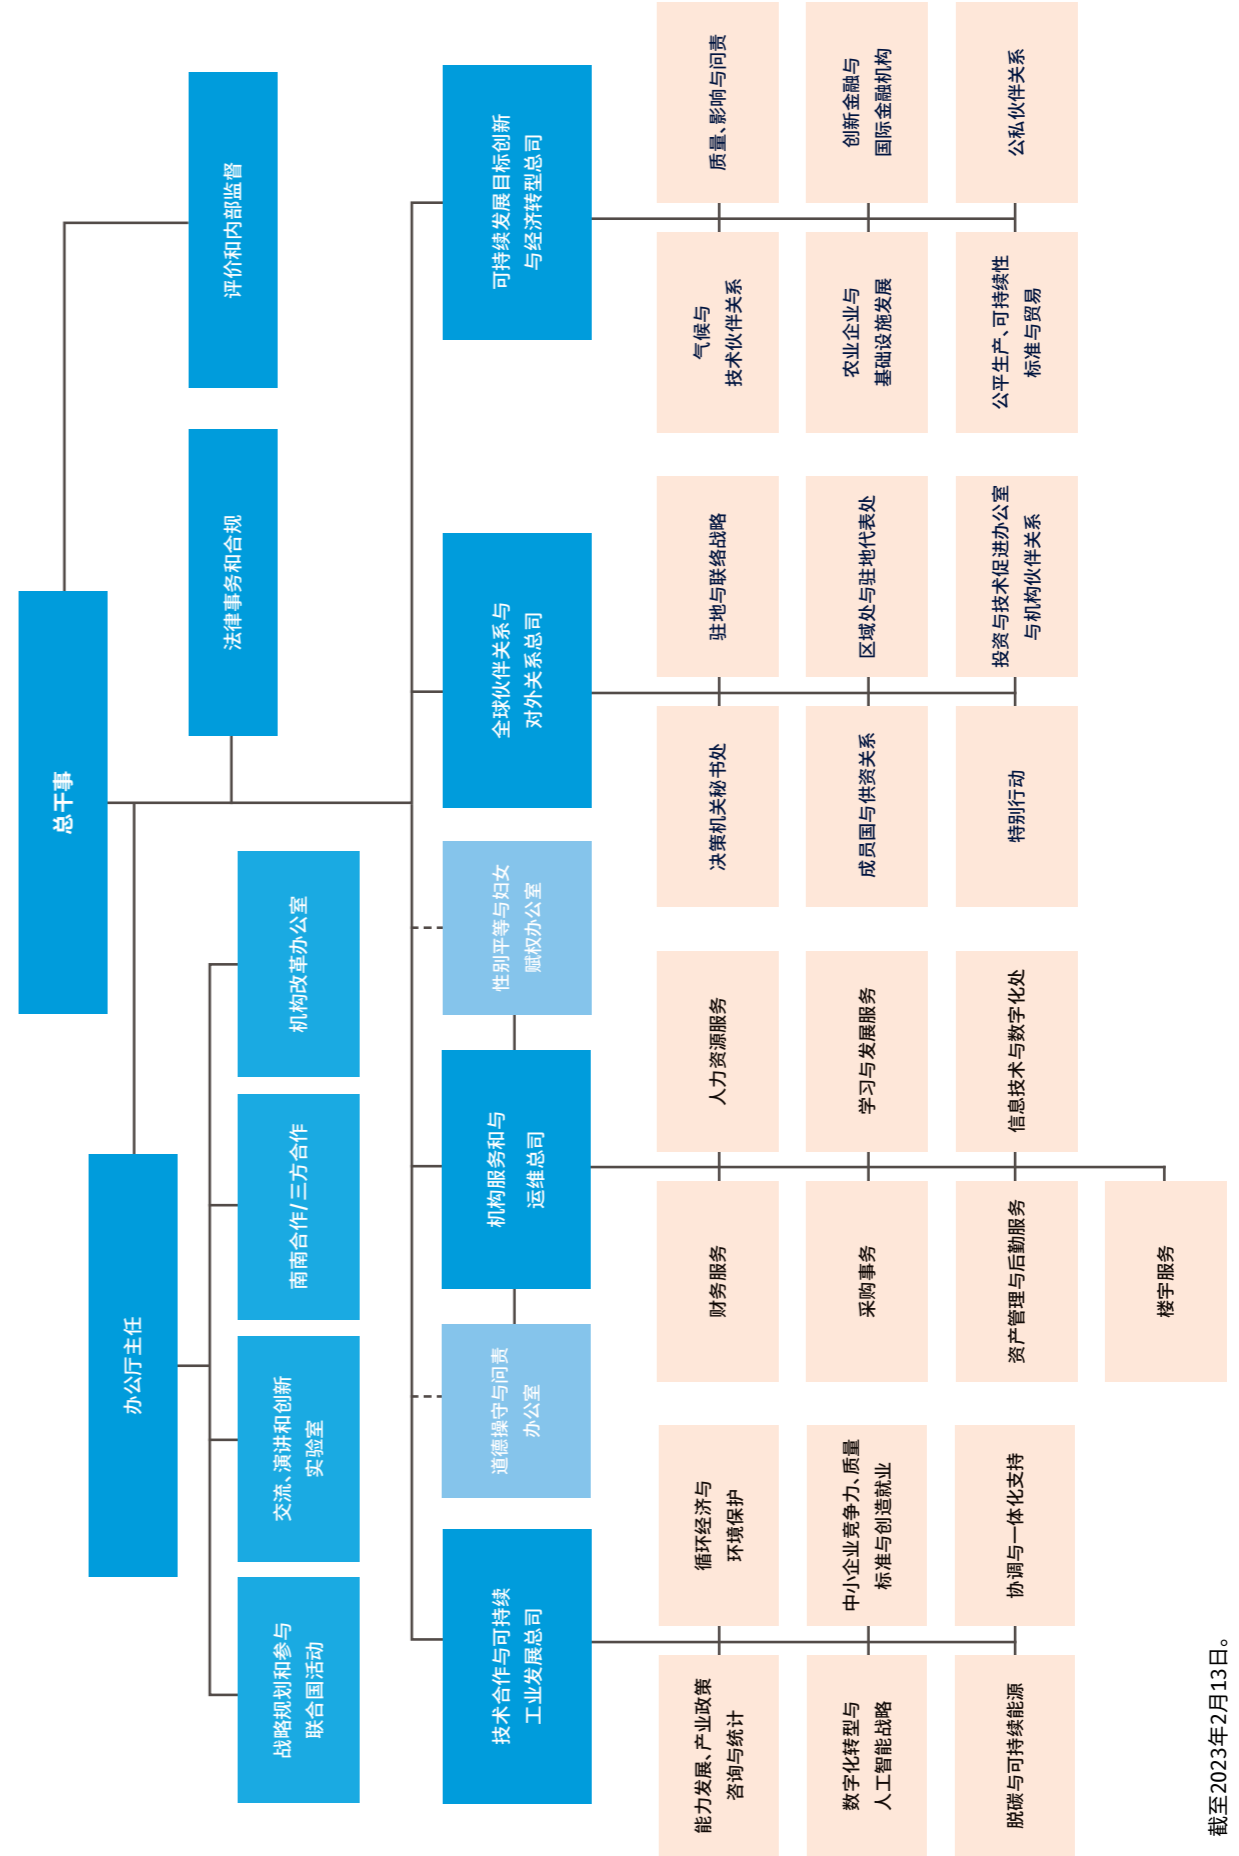 总干事
评价和内部监督
法律事务和合规
办公厅主任
战略规划和参与
联合国活动
交流、演讲和创新
实验室
南南合作/三方合作
机构改革办公室
技术合作与可持续
工业发展总司
道德操守与问责
办公室
机构服务和与
运维总司
性别平等与妇女
赋权办公室
全球伙伴关系与
对外关系总司
可持续发展目标创新
与经济转型总司
能力发展、产业政策
咨询与统计
循环经济与
环境保护
数字化转型与
人工智能战略
中小企业竞争力、质量
标准与创造就业
脱碳与可持续能源
协调与一体化支持
财务服务
人力资源服务
采购事务
学习与发展服务
资产管理与后勤服务
信息技术与数字化处
楼宇服务
决策机关秘书处
驻地与联络战略
成员国与供资关系
区域处与驻地代表处
特别行动
投资与技术促进办公室
与机构伙伴关系
气候与
技术伙伴关系
质量、影响与问责
农业企业与
基础设施发展
创新金融与
国际金融机构
公平生产、可持续性
标准与贸易
公私伙伴关系
截至2023年2月13日。